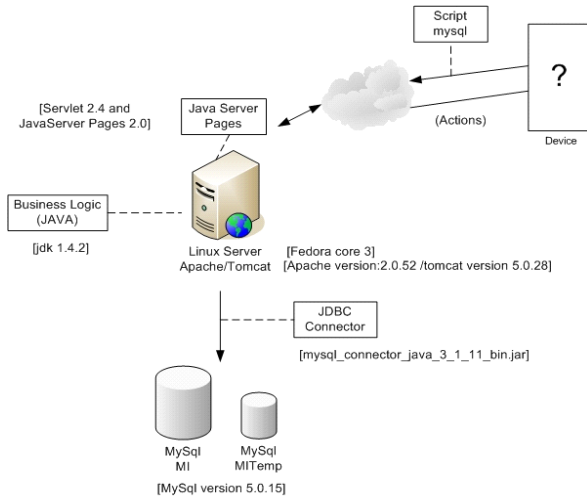 Script
mysql
?
[Servlet 2.4 and
JavaServer Pages 2.0]
Java Server
Pages
(Actions)
Device
Business Logic
(JAVA)
[jdk 1.4.2]
Linux Server
Apache/Tomcat
[Fedora core 3]
[Apache version:2.0.52 /tomcat version 5.0.28]
JDBC
Connector
[mysql_connector_java_3_1_11_bin.jar]
MySql
MI
MySql
MITemp
[MySql version 5.0.15]